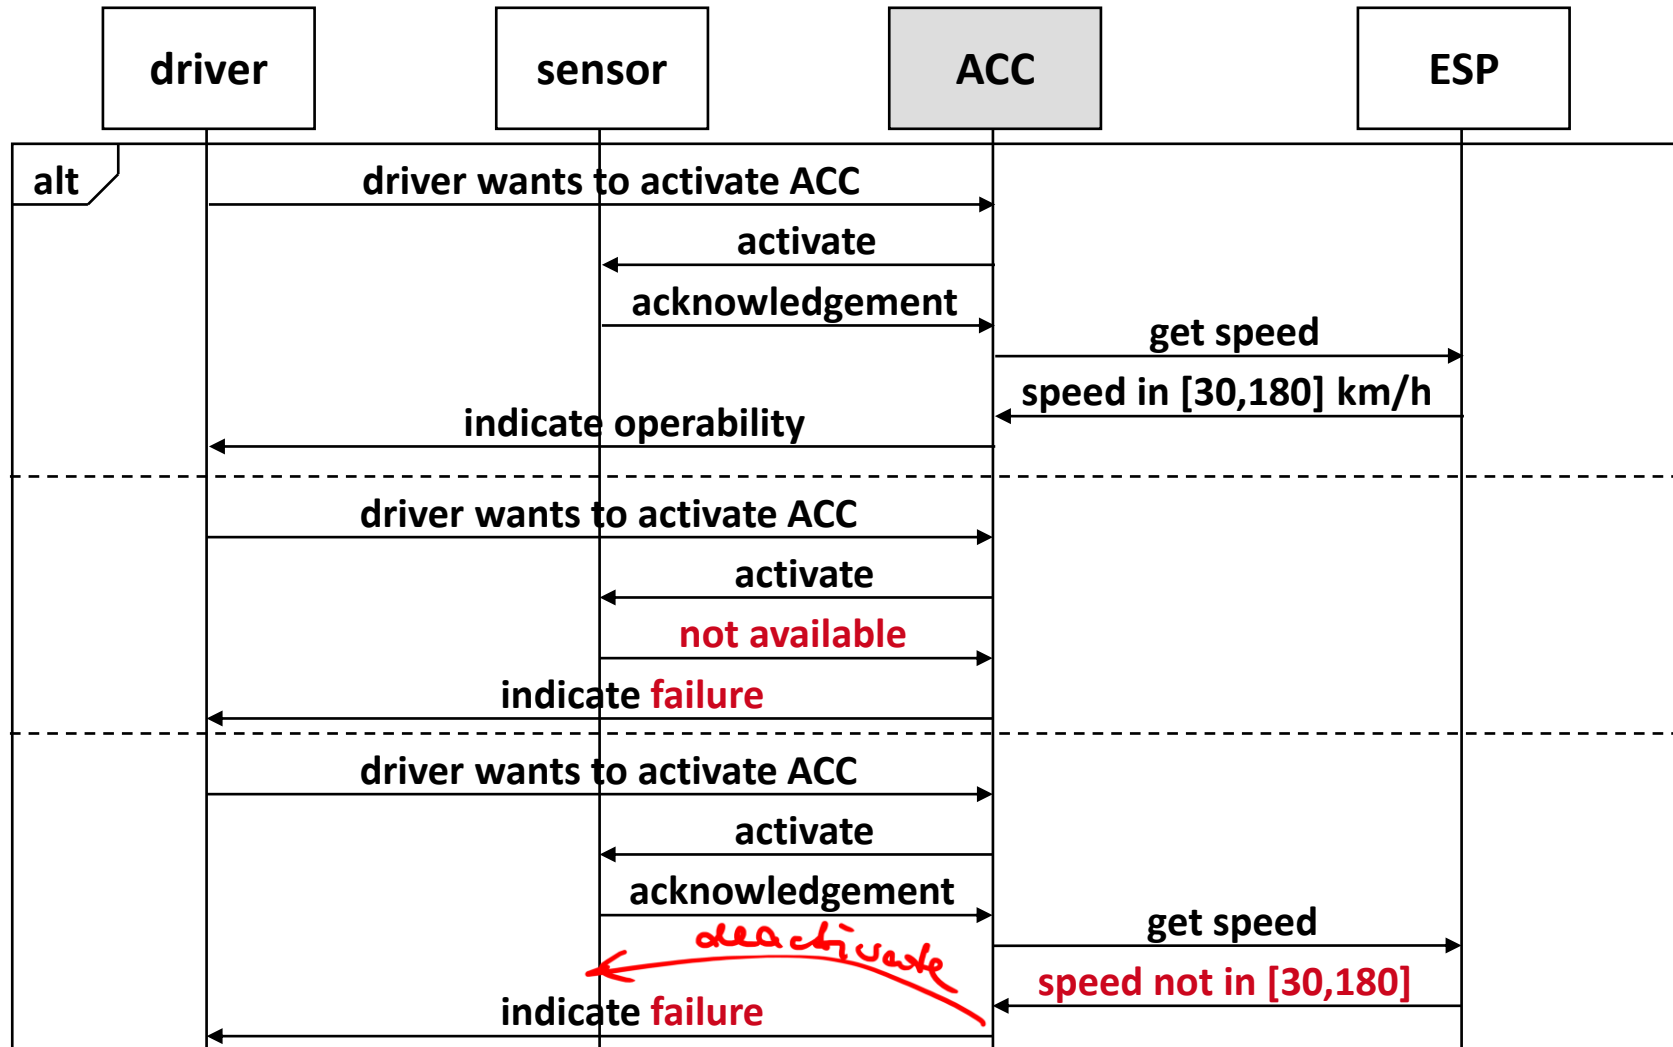 driver sensor ACC ESP
alt
driver wants to activate ACC
activate
acknowledgement
get speed
speed in [30,180] km/h
indicate operability
driver wants to activate ACC
activate
not available
indicate failure
driver wants to activate ACC
activate
acknowledgement
get speed
deactivate
speed not in [30,180]
indicate failure